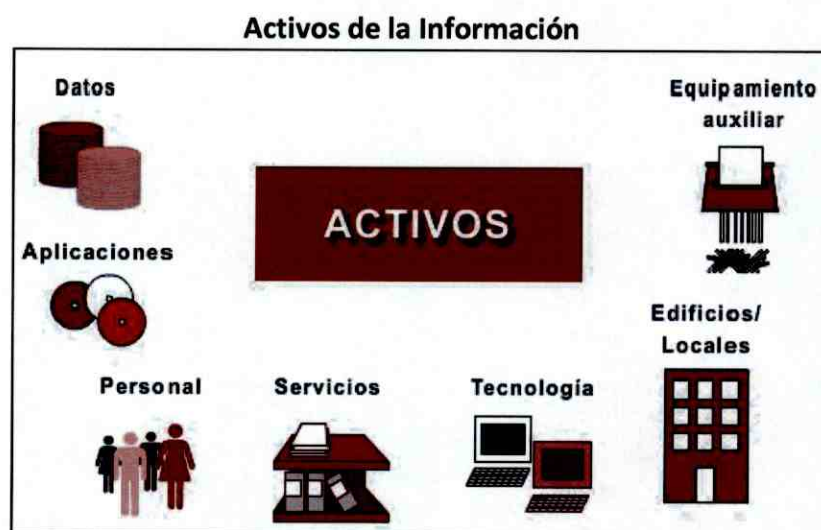 Activos de la Información
Datos
Equipamiento
auxiliar
ACTIVOS
Aplicaciones
Edificios/
Locales
Personal
Servicios
Tecnología